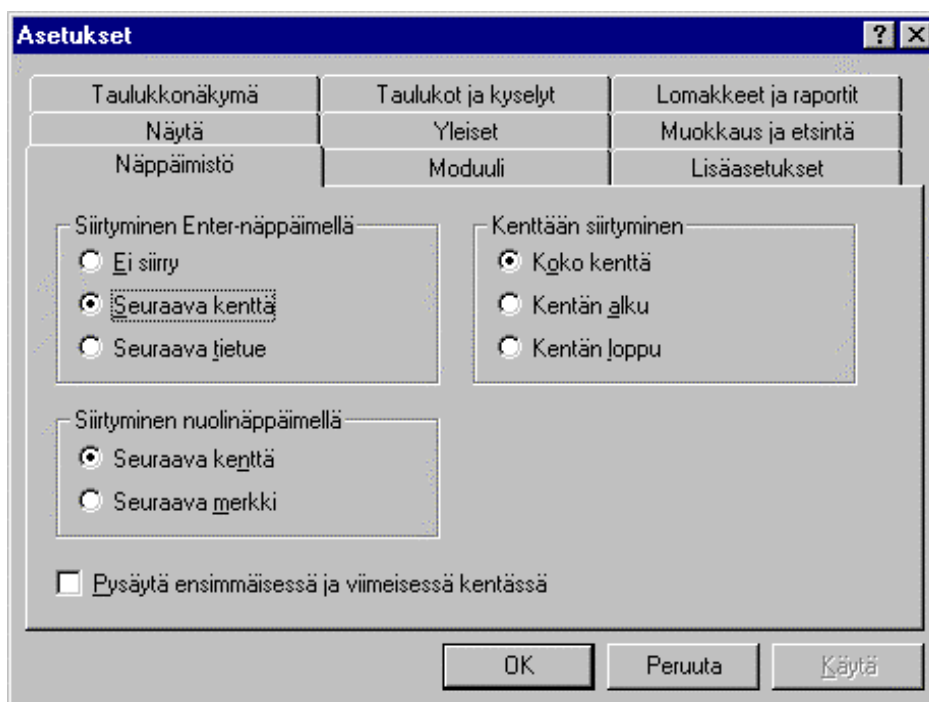 Asetukset
Taulukkonäkymä Taulukot ja kyselyt Lomakkeet ja raportit
Näytä Yleiset Muokkaus ja etsintä
Näppäimistö Moduuli Lisäasetukset
Siirtyminen Enter-näppäimellä
Ei siirry
Seuraava kenttä
Seuraava tietue
Kenttään siirtyminen
Koko kenttä
Kentän alku
Kentän loppu
Siirtyminen nuolinäppäimellä
Seuraava kenttä
Seuraava merkki
Pysäytä ensimmäisessä ja viimeisessä kentässä
OK Peruuta Käytä